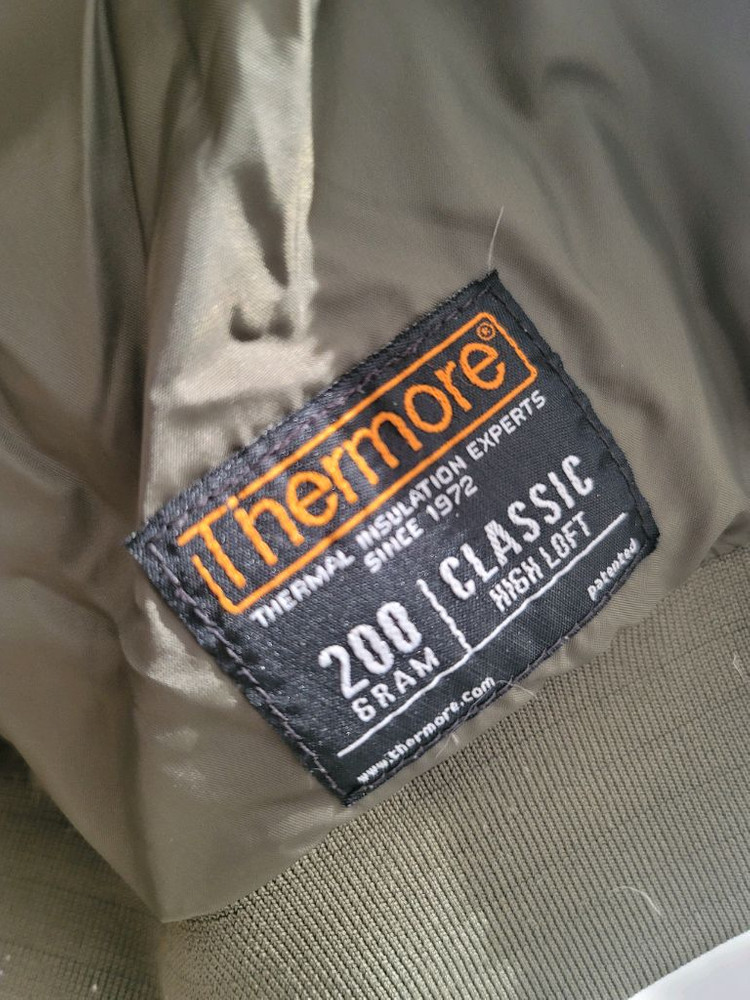 Thermore®
THERMAL INSULATION EXPERTS
SINCE 1972
200
GRAM
CLASSIC
HIGH LOFT
patented
www.thermore.com